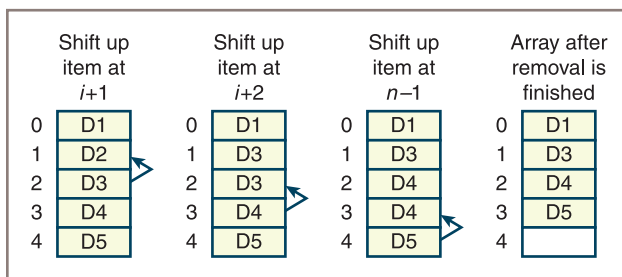 Shift up
item at
i+1
0 D1
1 D2
2 D3
3 D4
4 D5
Shift up
item at
i+2
0 D1
1 D3
2 D3
3 D4
4 D5
Shift up
item at
n−1
0 D1
1 D3
2 D4
3 D4
4 D5
Array after
removal is
finished
0 D1
1 D3
2 D4
3 D5
4